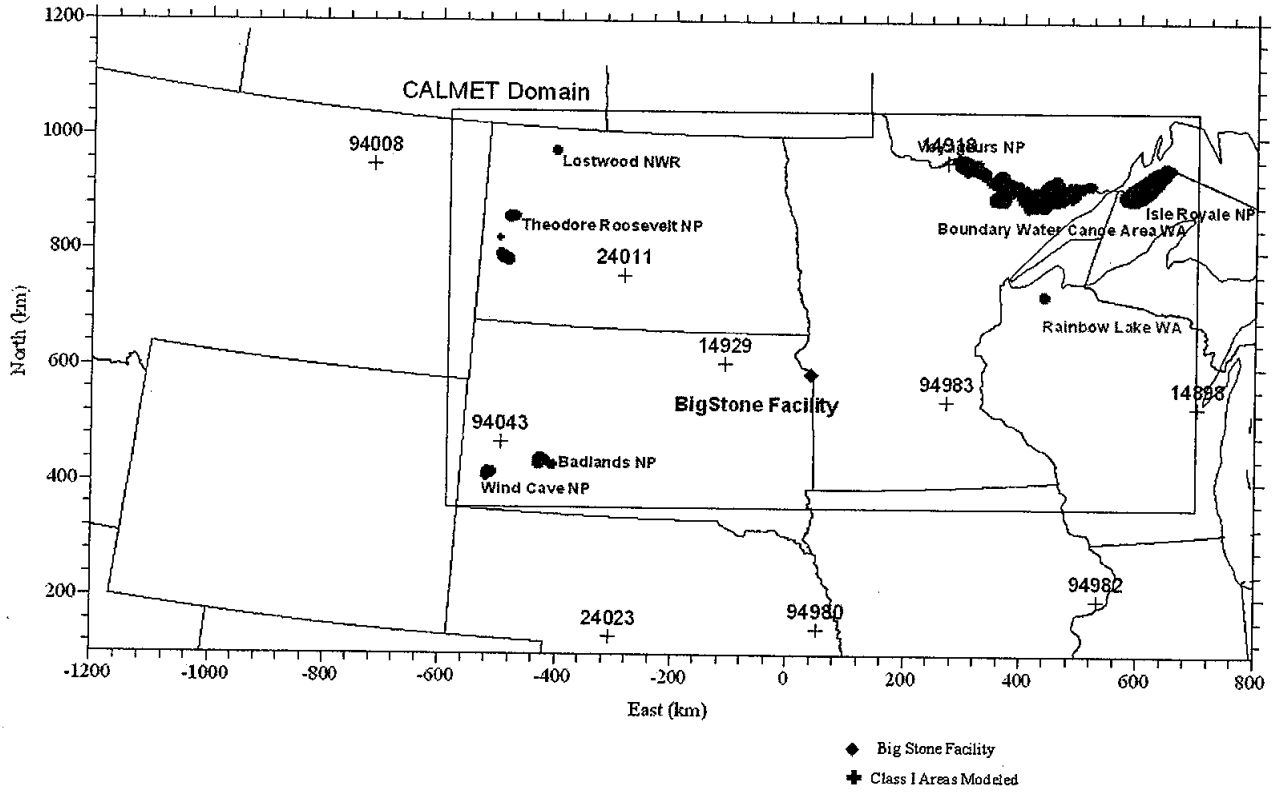 1200
CALMET Domain
1000
94008
Lostwood NWR
14918
Voyageurs NP
Theodore Roosevelt NP
Isle Royale NP
Boundary Water Canoe Area WA
800
24011
Rainbow Lake WA
North (km)
600
14929
BigStone Facility
94983
14898
94043
Badlands NP
400
Wind Cave NP
200
24023
94980
94982
-1200
-1000
-800
-600
-400
-200
0
200
400
600
800
East (km)
Big Stone Facility
Class I Areas Modeled